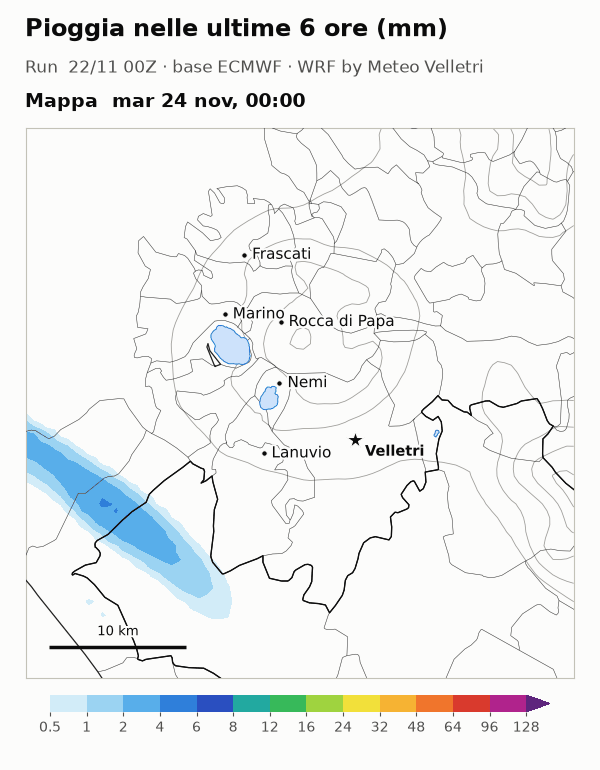 Pioggia nelle ultime 6 ore (mm)
Run  22/11 00Z · base ECMWF · WRF by Meteo Velletri
Mappa  mar 24 nov, 00:00
Frascati
Marino
Rocca di Papa
Nemi
Velletri
Lanuvio
10 km
0.5 1 2 4 6 8 12 16 24 32 48 64 96 128